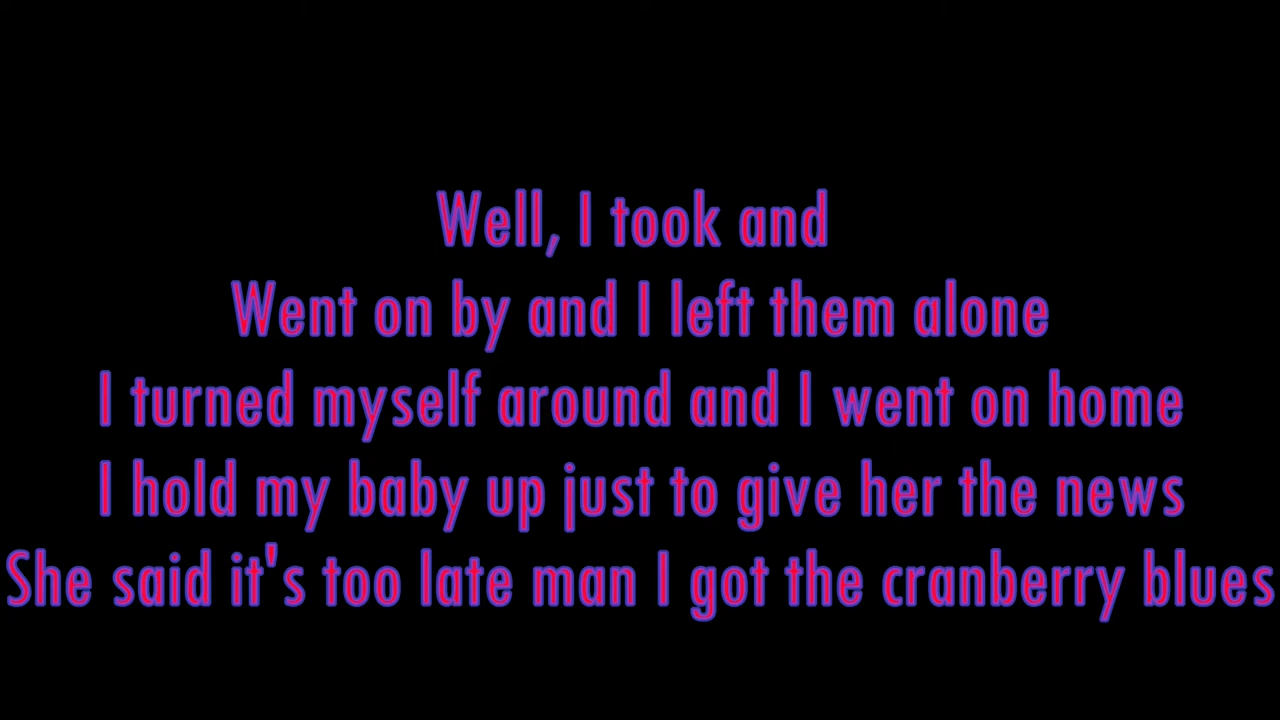 Well, I took and
Went on by and I left them alone
I turned myself around and I went on home
I hold my baby up just to give her the news
She said it's too late man I got the cranberry blues